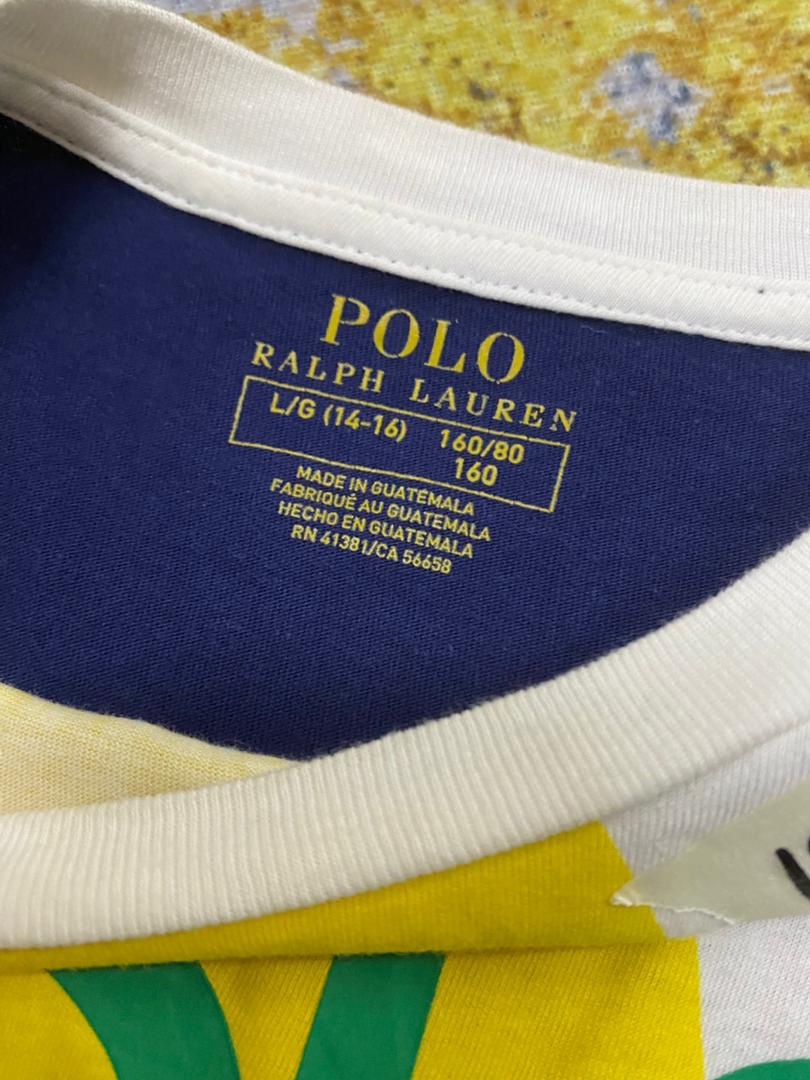 POLO
RALPH LAUREN
L/G (14-16) 160/80
160
MADE IN GUATEMALA
FABRIQUÉ AU GUATEMALA
HECHO EN GUATEMALA
RN 41381/CA 56658